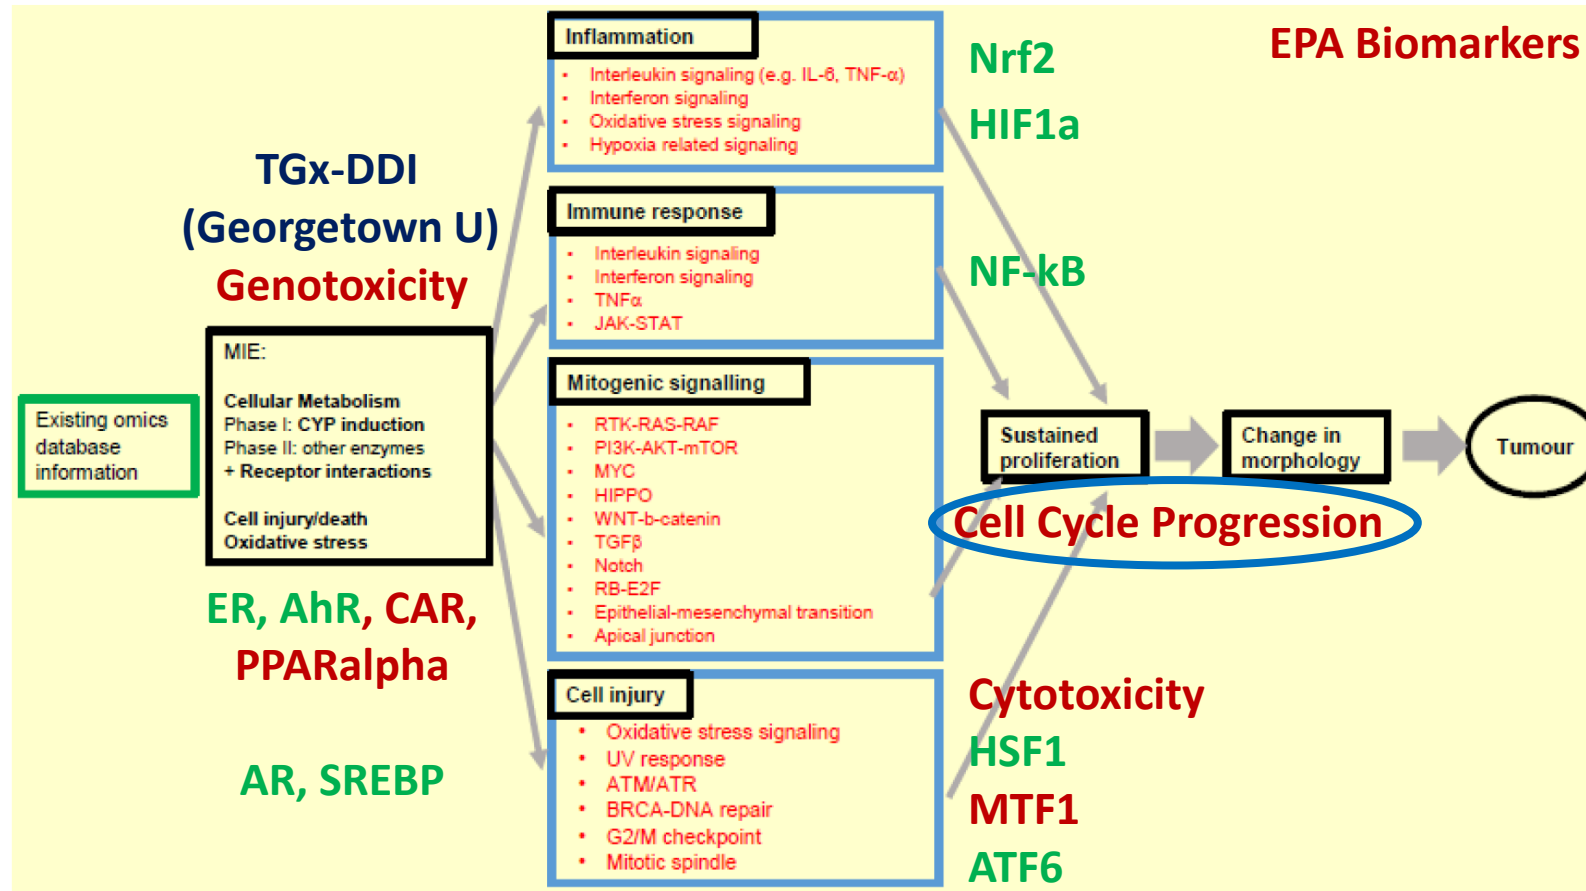 EPA Biomarkers
TGx-DDI
(Georgetown U)
Genotoxicity
Existing omics
database
information
MIE:
Cellular Metabolism
Phase I: CYP induction
Phase II: other enzymes
+ Receptor interactions
Cell injury/death
Oxidative stress
ER, AhR, CAR,
PPARalpha
AR, SREBP
Inflammation
• Interleukin signaling (e.g. IL-6, TNF-α)
• Interferon signaling
• Oxidative stress signaling
• Hypoxia related signaling
Nrf2
HIF1a
Immune response
• Interleukin signaling
• Interferon signaling
• TNFα
• JAK-STAT
NF-kB
Mitogenic signalling
• RTK-RAS-RAF
• PI3K-AKT-mTOR
• MYC
• HIPPO
• WNT-b-catenin
• TGFβ
• Notch
• RB-E2F
• Epithelial-mesenchymal transition
• Apical junction
Cell injury
• Oxidative stress signaling
• UV response
• ATM/ATR
• BRCA-DNA repair
• G2/M checkpoint
• Mitotic spindle
Cytotoxicity
HSF1
MTF1
ATF6
Sustained
proliferation
Change in
morphology
Tumour
Cell Cycle Progression